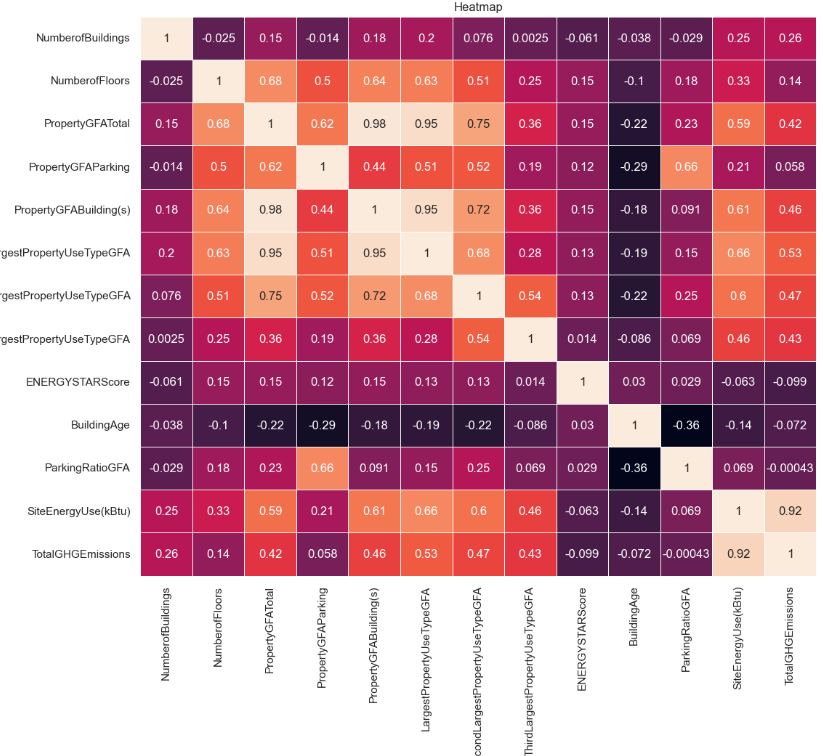 Heatmap
NumberofBuildings 1 -0.025 0.15 -0.014 0.18 0.2 0.076 0.0025 -0.061 -0.038 -0.029 0.25 0.26
NumberofFloors -0.025 1 0.68 0.5 0.64 0.63 0.51 0.25 0.15 -0.1 0.18 0.33 0.14
PropertyGFATotal 0.15 0.68 1 0.62 0.98 0.95 0.75 0.36 0.15 -0.22 0.23 0.59 0.42
PropertyGFAParking -0.014 0.5 0.62 1 0.44 0.51 0.52 0.19 0.12 -0.29 0.66 0.21 0.058
PropertyGFABuilding(s) 0.18 0.64 0.98 0.44 1 0.95 0.72 0.36 0.15 -0.18 0.091 0.61 0.46
rgestPropertyUseTypeGFA 0.2 0.63 0.95 0.51 0.95 1 0.68 0.28 0.13 -0.19 0.15 0.66 0.53
argestPropertyUseTypeGFA 0.076 0.51 0.75 0.52 0.72 0.68 1 0.54 0.13 -0.22 0.25 0.6 0.47
rgestPropertyUseTypeGFA 0.0025 0.25 0.36 0.19 0.36 0.28 0.54 1 0.014 -0.086 0.069 0.46 0.43
ENERGYSTARScore -0.061 0.15 0.15 0.12 0.15 0.13 0.13 0.014 1 0.03 0.029 -0.063 -0.099
BuildingAge -0.038 -0.1 -0.22 -0.29 -0.18 -0.19 -0.22 -0.086 0.03 1 -0.36 -0.14 -0.072
ParkingRatioGFA -0.029 0.18 0.23 0.66 0.091 0.15 0.25 0.069 0.029 -0.36 1 0.069 -0.00043
SiteEnergyUse(kBtu) 0.25 0.33 0.59 0.21 0.61 0.66 0.6 0.46 -0.063 -0.14 0.069 1 0.92
TotalGHGEmissions 0.26 0.14 0.42 0.058 0.46 0.53 0.47 0.43 -0.099 -0.072 -0.00043 0.92 1
NumberofBuildings
NumberofFloors
PropertyGFATotal
PropertyGFAParking
PropertyGFABuilding(s)
LargestPropertyUseTypeGFA
condLargestPropertyUseTypeGFA
ThirdLargestPropertyUseTypeGFA
ENERGYSTARScore
BuildingAge
ParkingRatioGFA
SiteEnergyUse(kBtu)
TotalGHGEmissions